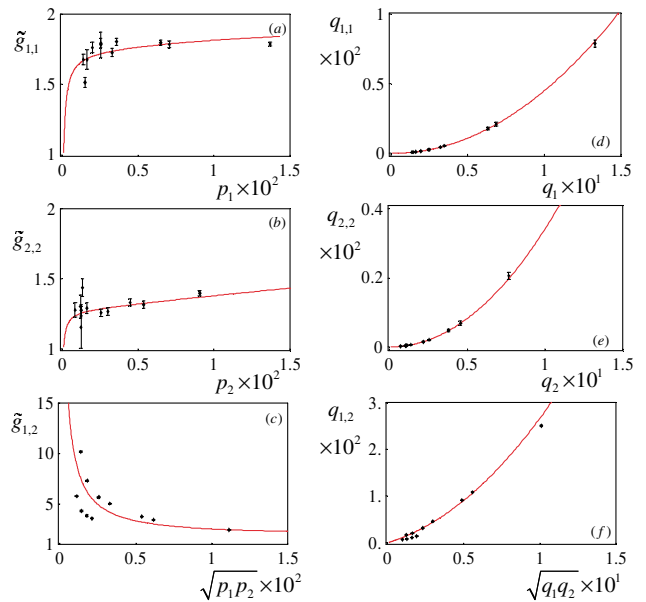 2 (a)
g̃1,1
1.5
1
0 0.5 1 1.5
p1×10²
1 q1,1
×10²
0.5
0 (d)
0 0.5 1 1.5
q1×10¹
2 (b)
g̃2,2
1.5
1
0 0.5 1 1.5
p2×10²
0.4 q2,2
×10²
0.2
0 (e)
0 0.5 1 1.5
q2×10¹
15 (c)
g̃1,2
10
5
1
0 0.5 1 1.5
√p1p2×10²
3. q1,2
×10²
2.
1.
0. (f)
0 0.5 1 1.5
√q1q2×10¹